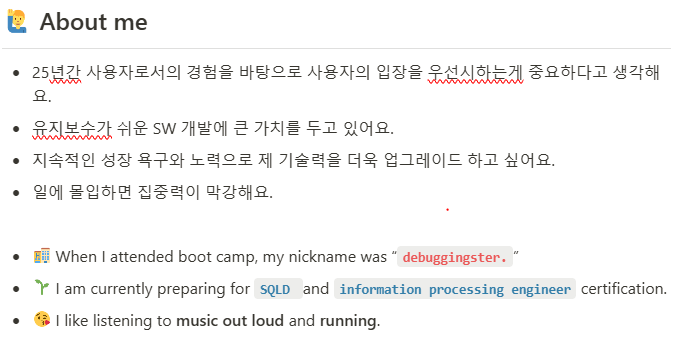 About me
25년간 사용자로서의 경험을 바탕으로 사용자의 입장을 우선시하는게 중요하다고 생각해
요.
유지보수가 쉬운 SW 개발에 큰 가치를 두고 있어요.
지속적인 성장 욕구와 노력으로 제 기술력을 더욱 업그레이드 하고 싶어요.
일에 몰입하면 집중력이 막강해요.
When I attended boot camp, my nickname was “debuggingster.”
I am currently preparing for SQLD and information processing engineer certification.
I like listening to music out loud and running.